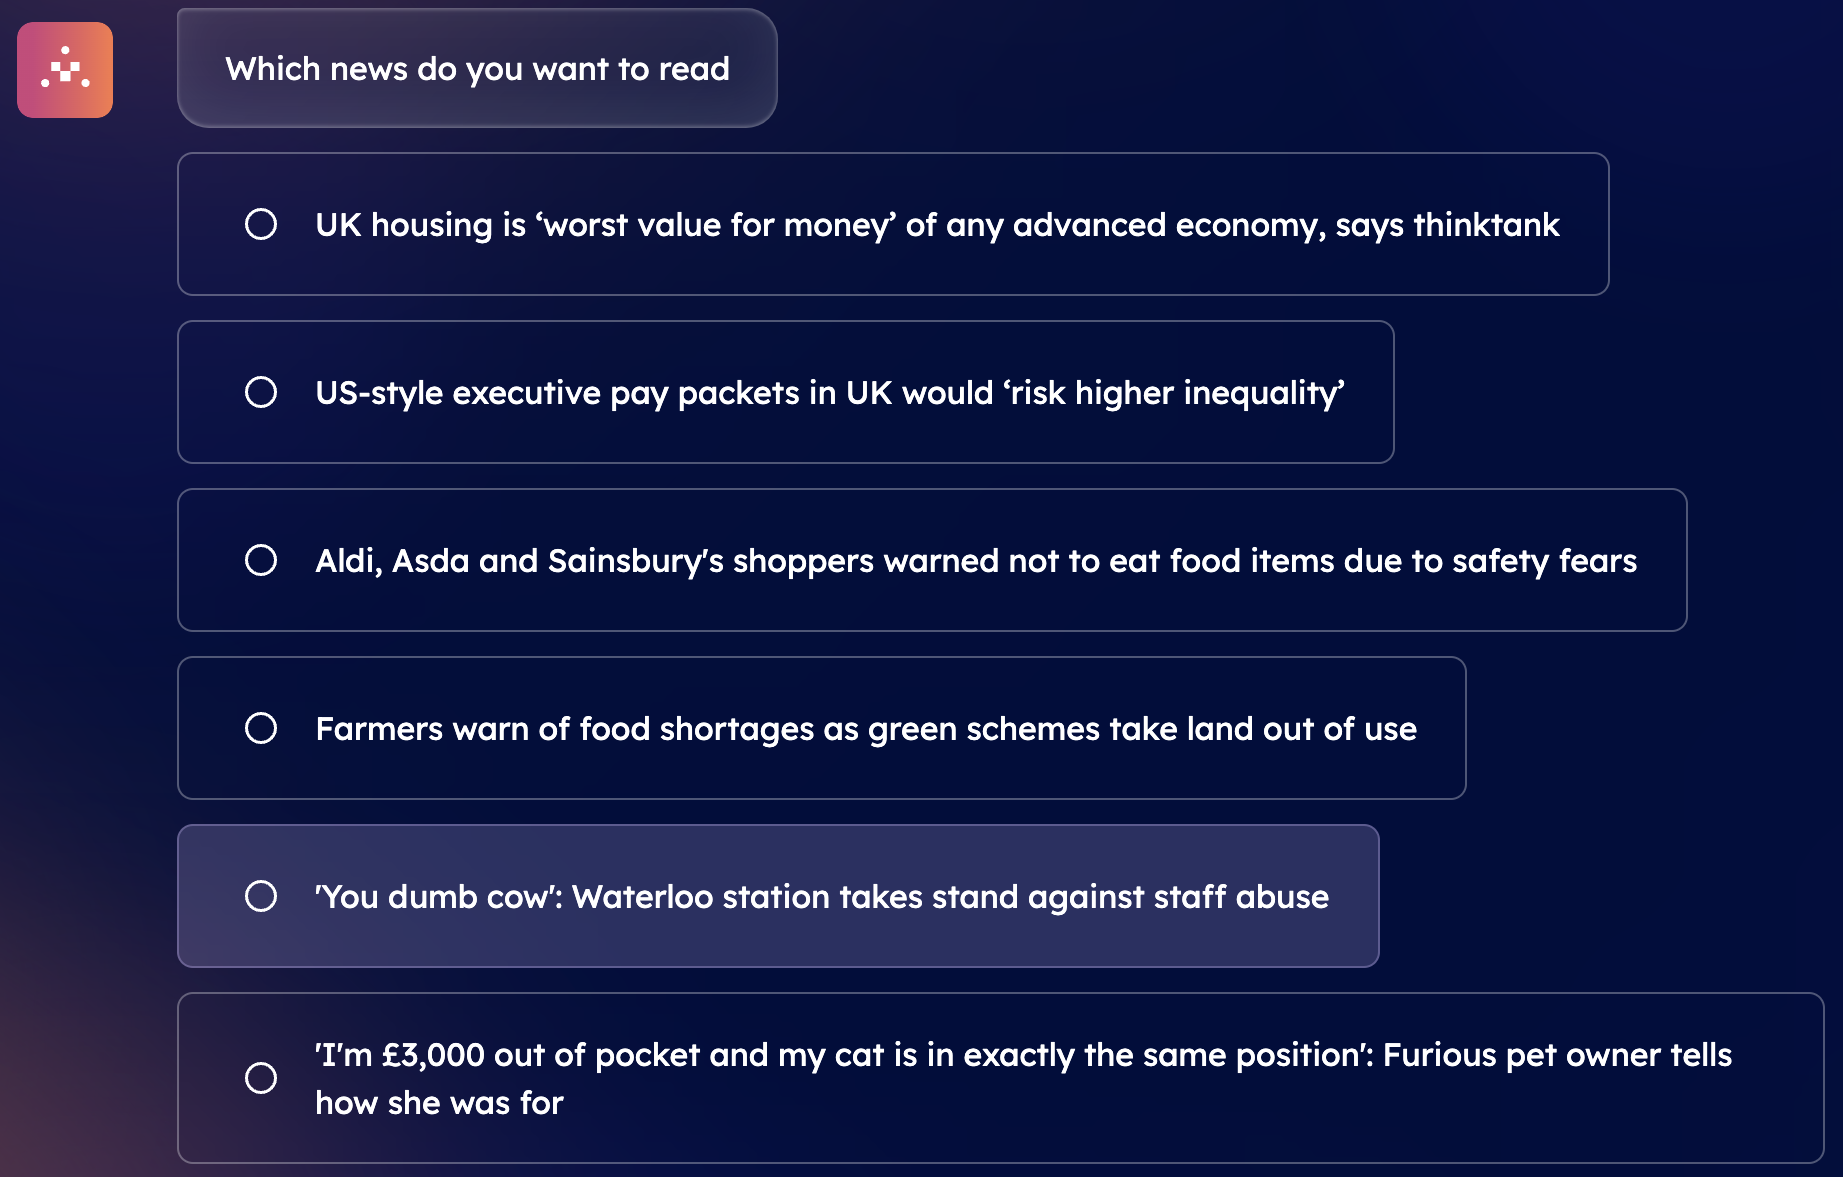 Which news do you want to read
UK housing is ‘worst value for money’ of any advanced economy, says thinktank
US-style executive pay packets in UK would ‘risk higher inequality’
Aldi, Asda and Sainsbury's shoppers warned not to eat food items due to safety fears
Farmers warn of food shortages as green schemes take land out of use
'You dumb cow': Waterloo station takes stand against staff abuse
'I'm £3,000 out of pocket and my cat is in exactly the same position': Furious pet owner tells
how she was for